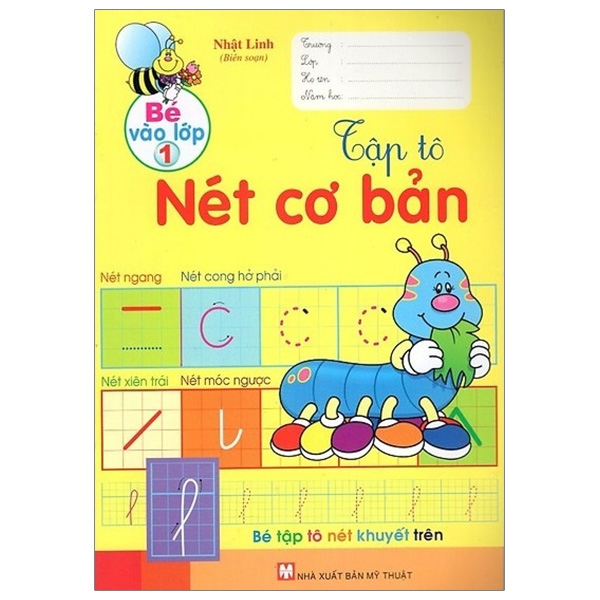 Nhật Linh
(Biên soạn)
Trường :
Lớp :
Họ tên :
Năm học:
Bé
vào lớp
1
Tập tô
Nét cơ bản
Nét ngang
Nét cong hở phải
Nét xiên trái
Nét móc ngược
Bé tập tô nét khuyết trên
NHÀ XUẤT BẢN MỸ THUẬT